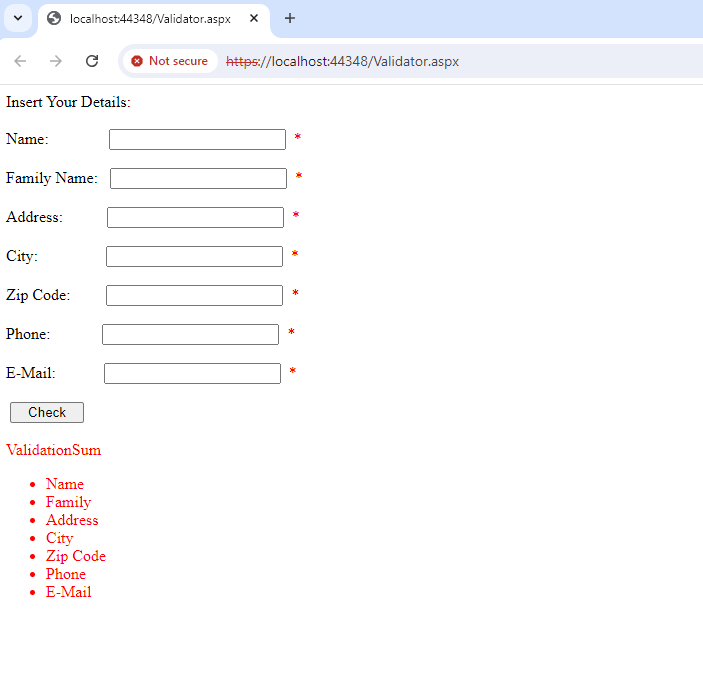 localhost:44348/Validator.aspx
Not secure https://localhost:44348/Validator.aspx
Insert Your Details:
Name: *
Family Name: *
Address: *
City: *
Zip Code: *
Phone: *
E-Mail: *
Check
ValidationSum
• Name
• Family
• Address
• City
• Zip Code
• Phone
• E-Mail